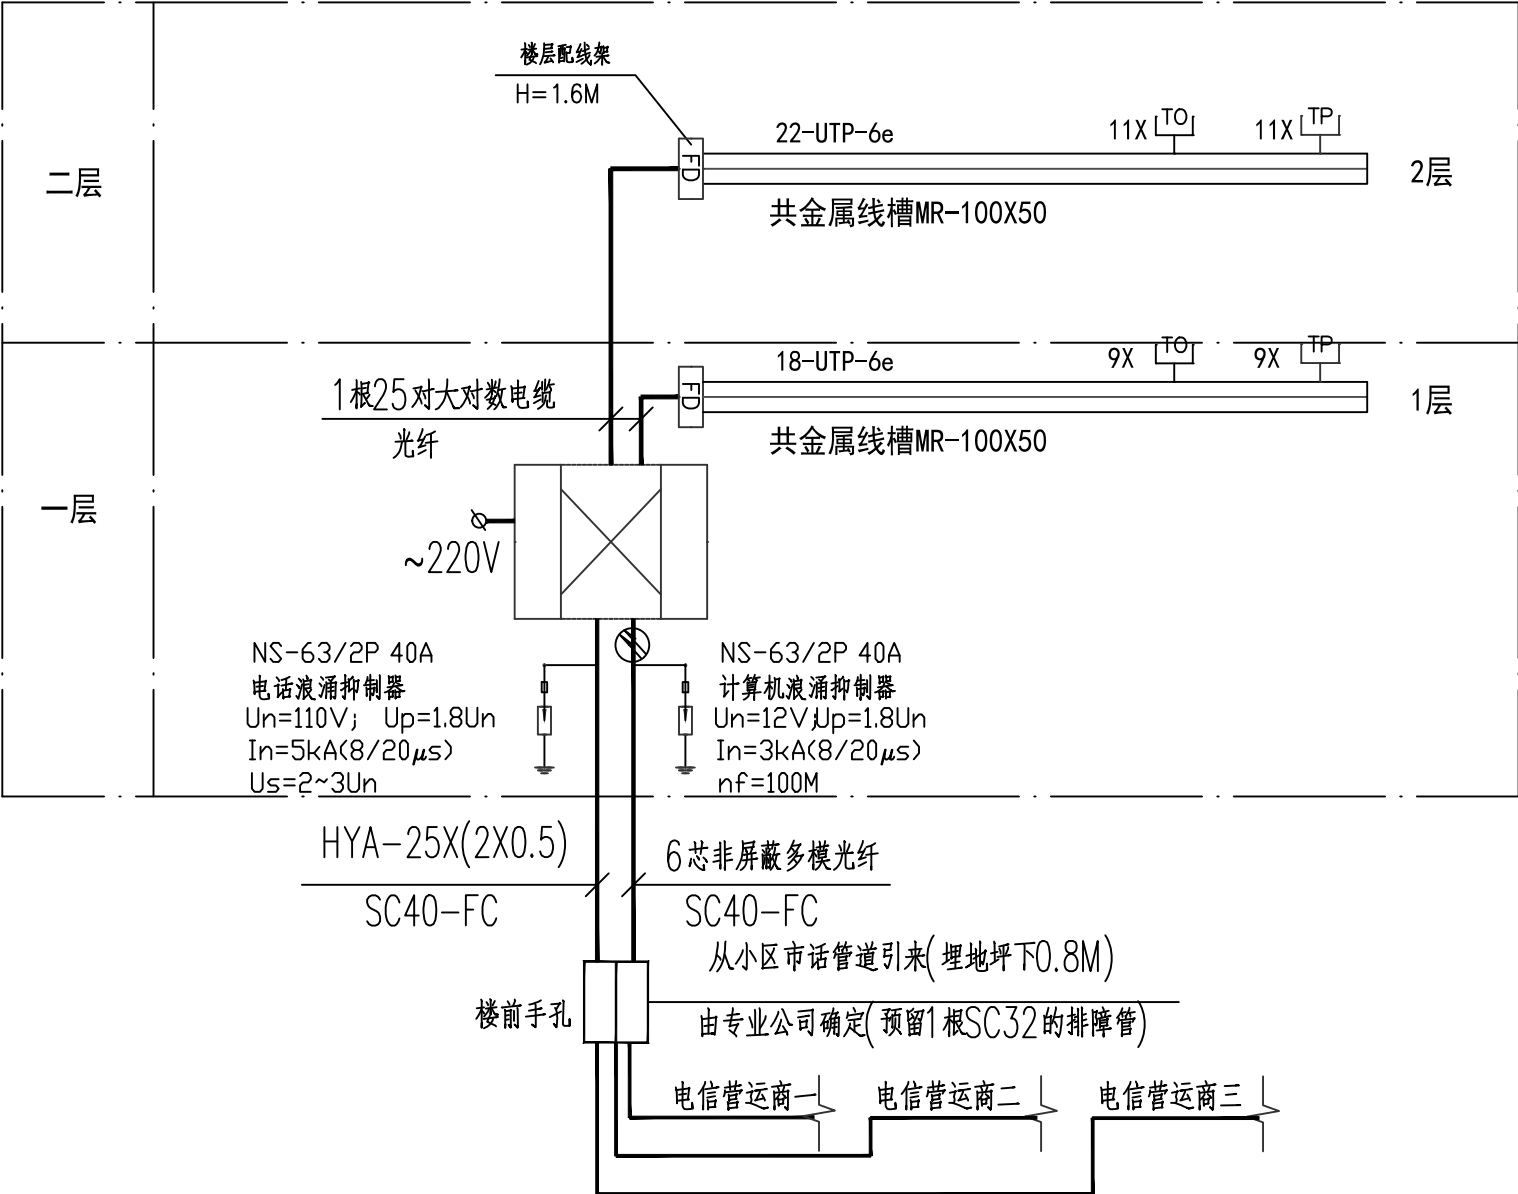 楼层配线架
H=1.6M
22-UTP-6e
11X TO
11X TP
二层
FD
2层
共金属线槽MR-100X50
18-UTP-6e
9X TO
9X TP
1根25对大对数电缆
FD
1层
光纤
共金属线槽MR-100X50
一层
~220V
NS-63/2P 40A
电话浪涌抑制器
Un=110V; Up=1.8Un
In=5kA(8/20μs)
Us=2~3Un
NS-63/2P 40A
计算机浪涌抑制器
Un=12V;Up=1.8Un
In=3kA(8/20μs)
nf=100M
HYA-25X(2X0.5)
SC40-FC
6芯非屏蔽多模光纤
SC40-FC
从小区市话管道引来(埋地坪下0.8M)
楼前手孔
由专业公司确定(预留1根SC32的排障管)
电信营运商一
电信营运商二
电信营运商三